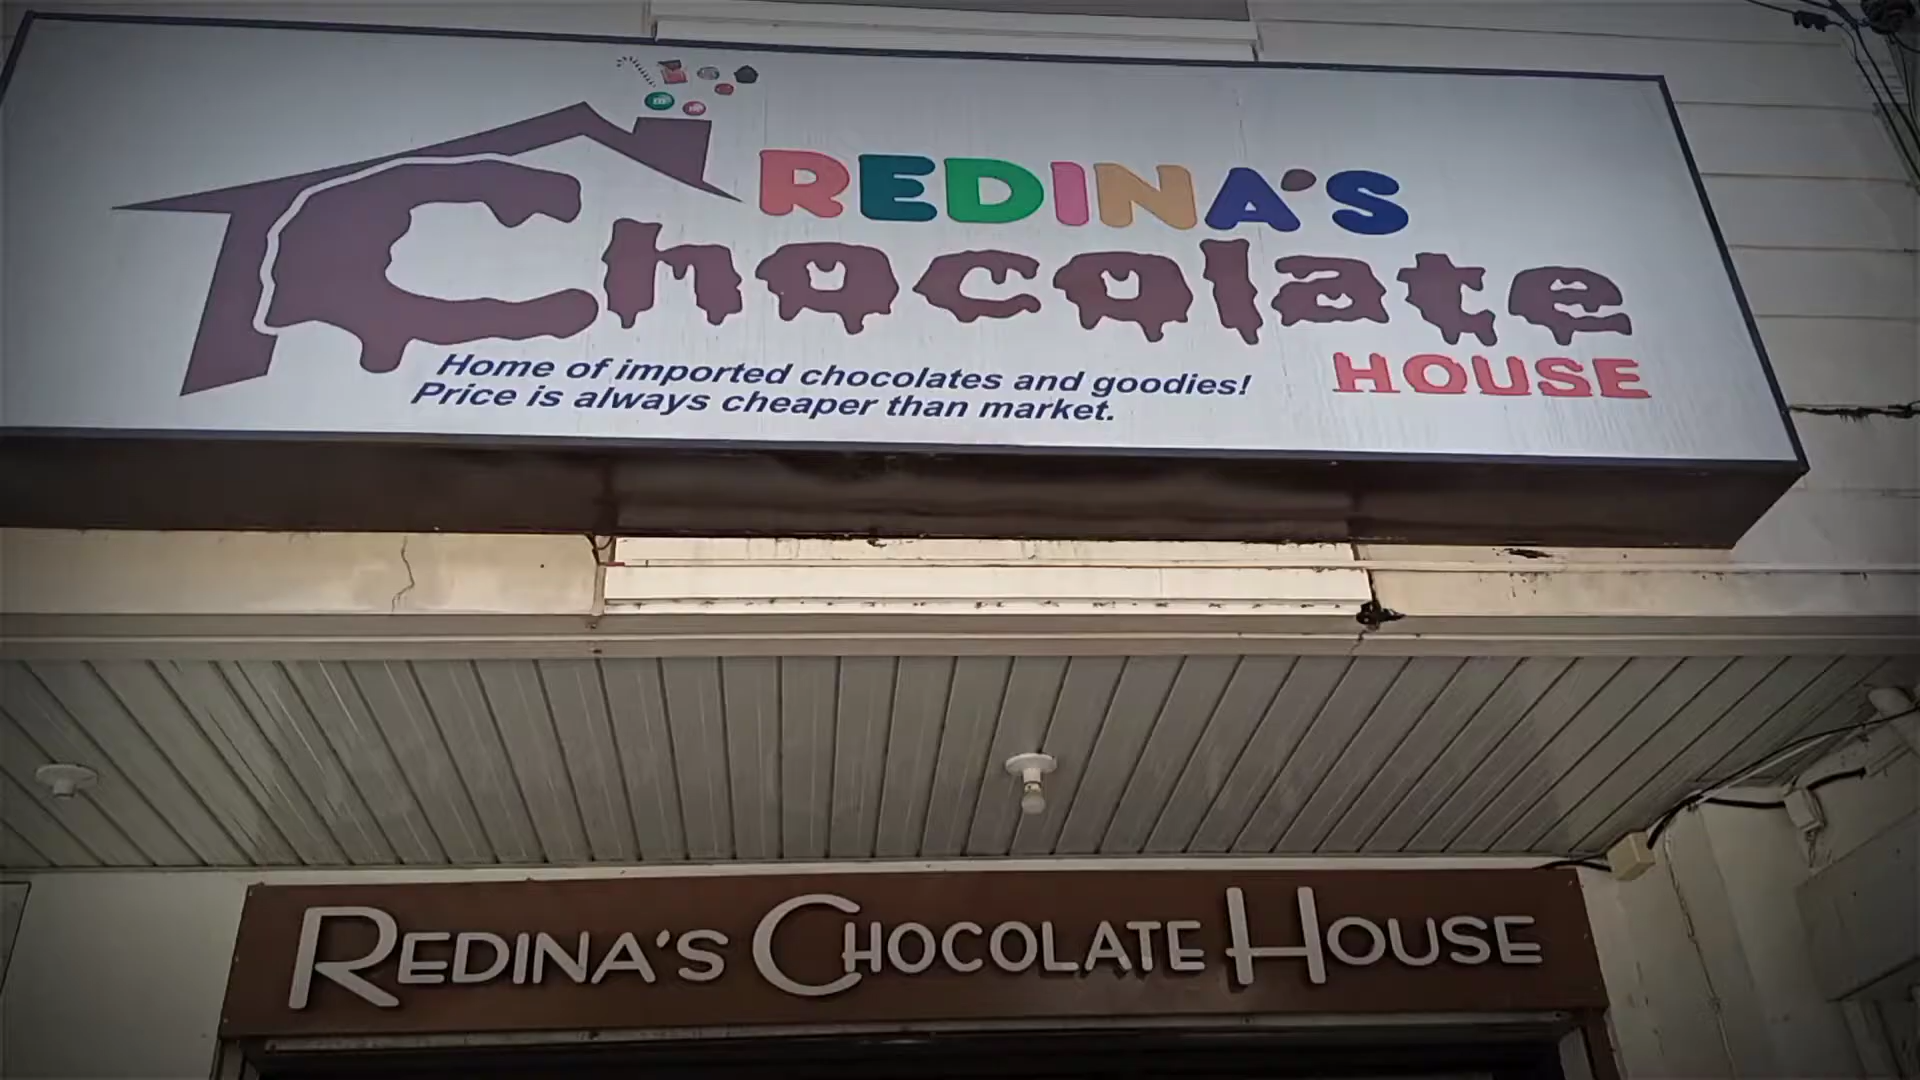 REDINA'S
Chocolate
HOUSE
Home of imported chocolates and goodies!
Price is always cheaper than market.
REDINA'S CHOCOLATE HOUSE